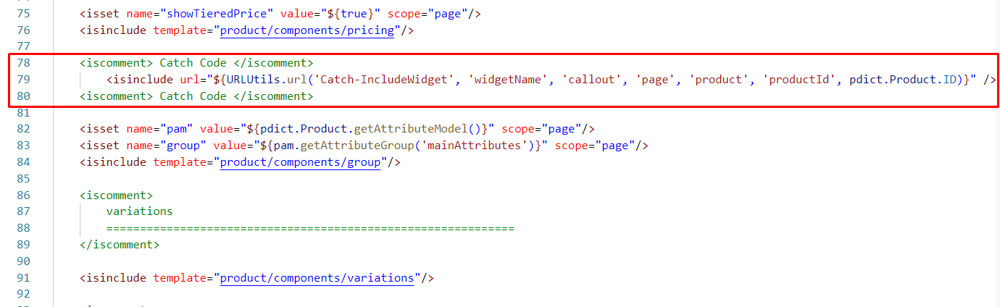 75 <isset name="showTieredPrice" value="${true}" scope="page"/>
76 <isinclude template="product/components/pricing"/>
77
78 <iscomment> Catch Code </iscomment>
79 <isinclude url="${URLUtils.url('Catch-IncludeWidget', 'widgetName', 'callout', 'page', 'product', 'productId', pdict.Product.ID)}" />
80 <iscomment> Catch Code </iscomment>
81
82 <isset name="pam" value="${pdict.Product.getAttributeModel()}" scope="page"/>
83 <isset name="group" value="${pam.getAttributeGroup('mainAttributes')}" scope="page"/>
84 <isinclude template="product/components/group"/>
85
86 <iscomment>
87 variations
88 =============================================================
89 </iscomment>
90
91 <isinclude template="product/components/variations"/>
92